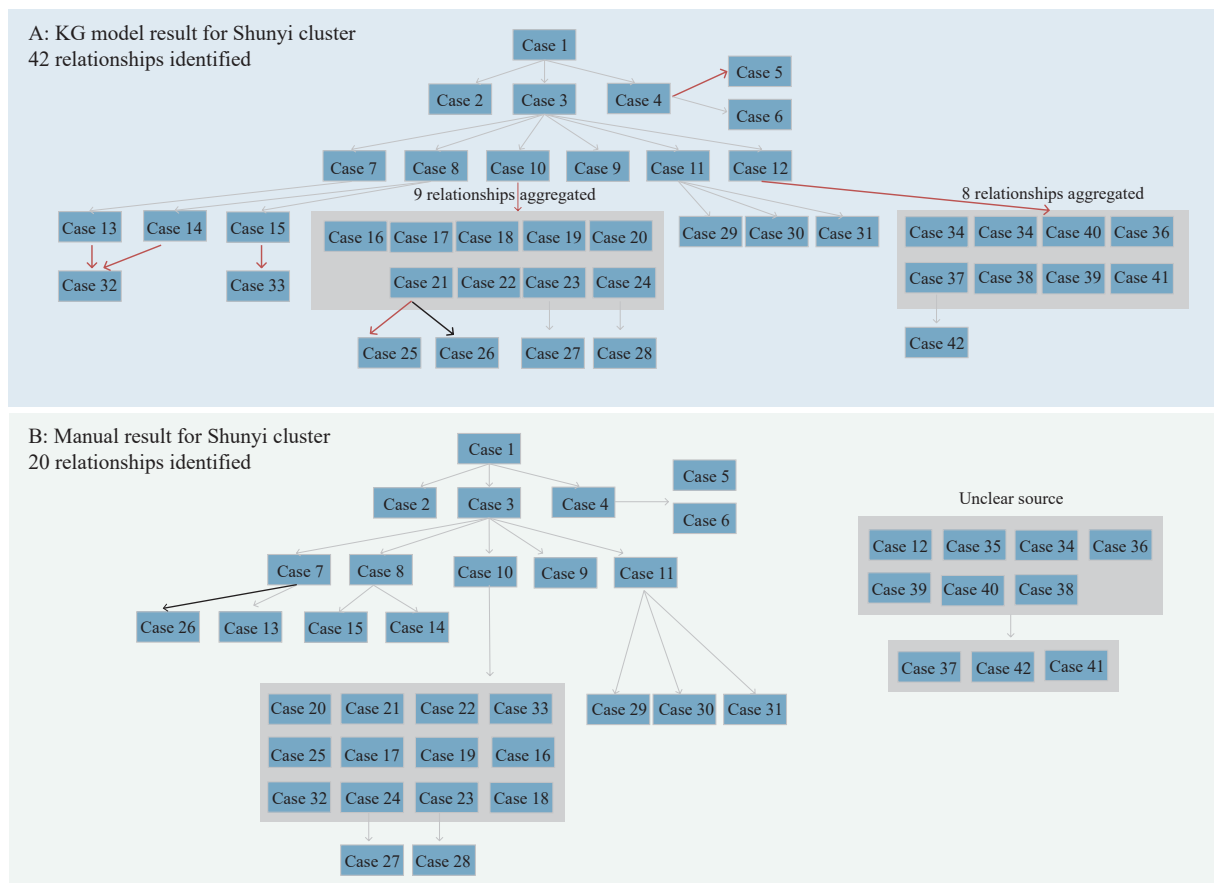 A: KG model result for Shunyi cluster
42 relationships identified
Case 1
Case 5
Case 2
Case 3
Case 4
Case 6
Case 7
Case 8
Case 10
Case 9
Case 11
Case 12
9 relationships aggregated
8 relationships aggregated
Case 13
Case 14
Case 15
Case 16
Case 17
Case 18
Case 19
Case 20
Case 29
Case 30
Case 31
Case 34
Case 34
Case 40
Case 36
Case 32
Case 33
Case 21
Case 22
Case 23
Case 24
Case 37
Case 38
Case 39
Case 41
Case 25
Case 26
Case 27
Case 28
Case 42
B: Manual result for Shunyi cluster
20 relationships identified
Case 1
Case 5
Case 2
Case 3
Case 4
Case 6
Unclear source
Case 12
Case 35
Case 34
Case 36
Case 7
Case 8
Case 10
Case 9
Case 11
Case 39
Case 40
Case 38
Case 26
Case 13
Case 15
Case 14
Case 37
Case 42
Case 41
Case 20
Case 21
Case 22
Case 33
Case 29
Case 30
Case 31
Case 25
Case 17
Case 19
Case 16
Case 32
Case 24
Case 23
Case 18
Case 27
Case 28